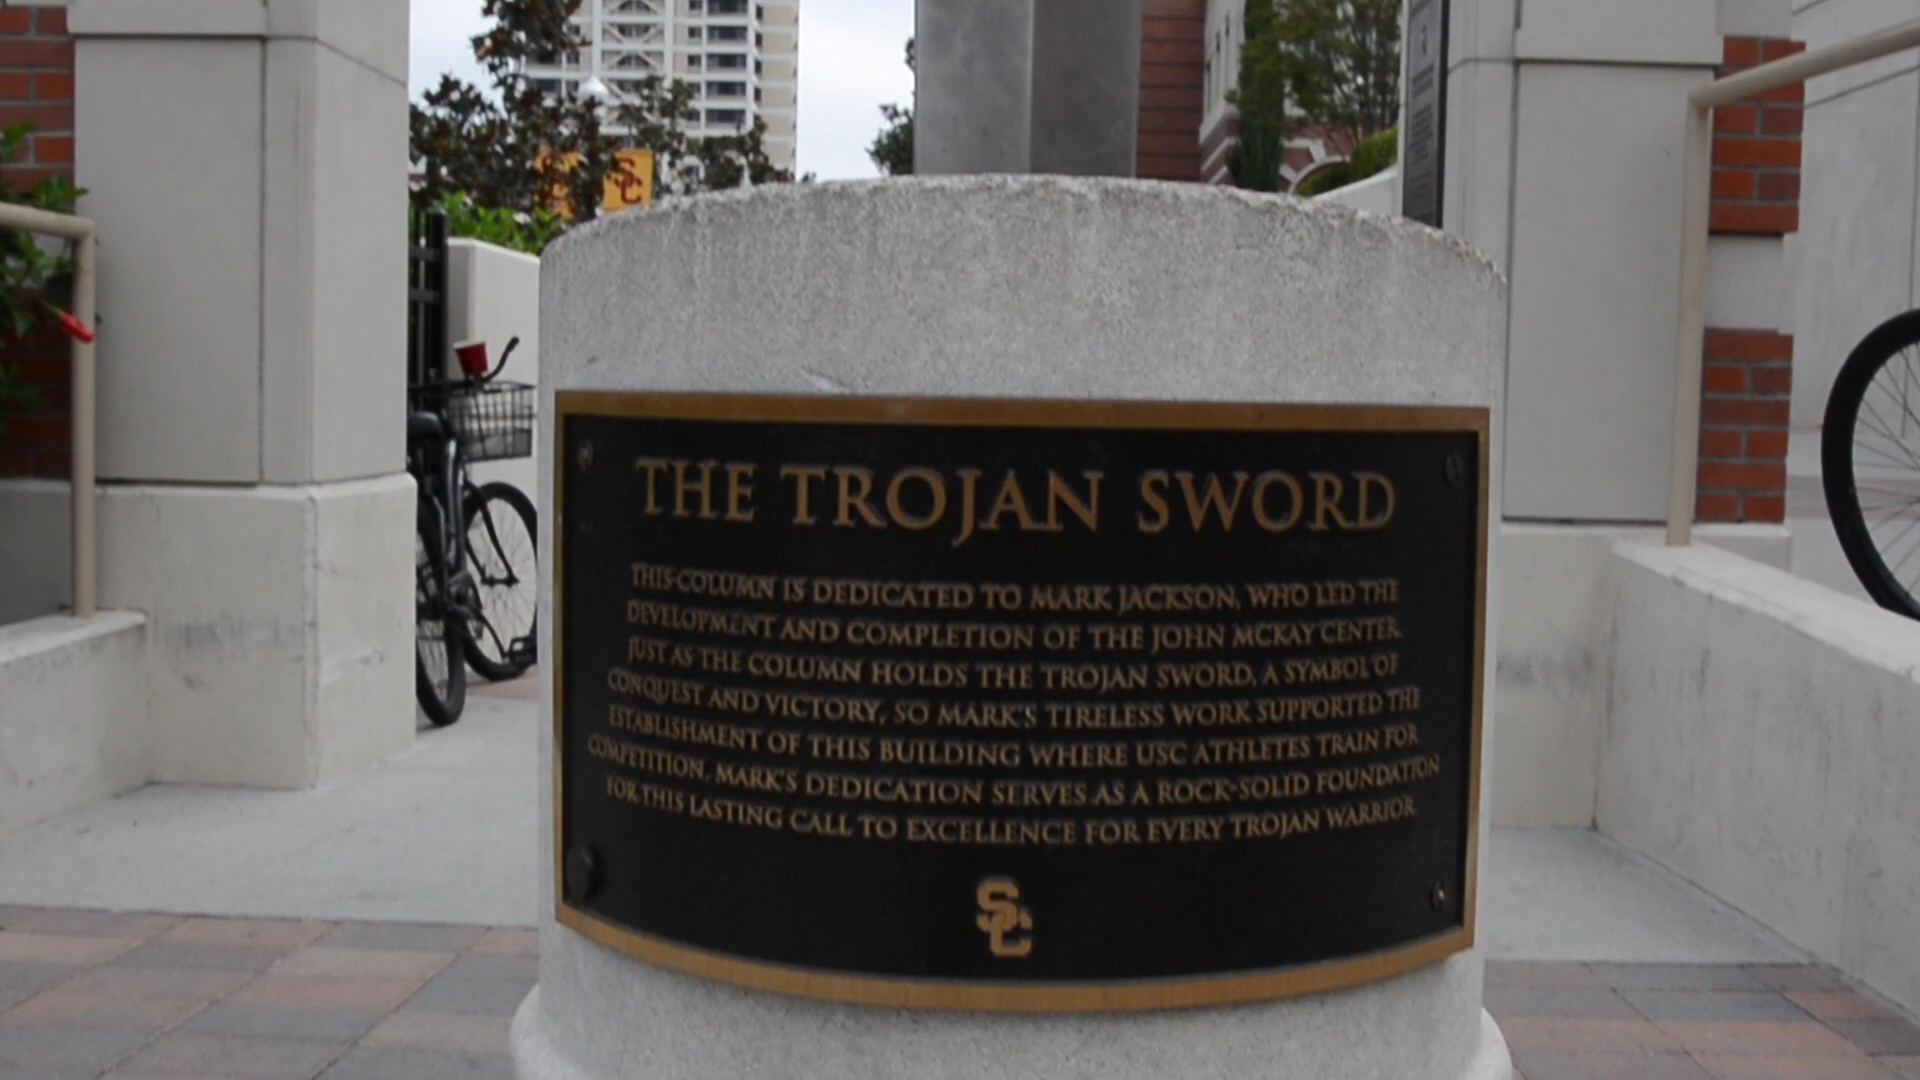 SC
THE TROJAN SWORD
THIS COLUMN IS DEDICATED TO MARK JACKSON, WHO LED THE
DEVELOPMENT AND COMPLETION OF THE JOHN MCKAY CENTER.
JUST AS THE COLUMN HOLDS THE TROJAN SWORD, A SYMBOL OF
CONQUEST AND VICTORY, SO MARK'S TIRELESS WORK SUPPORTED THE
ESTABLISHMENT OF THIS BUILDING WHERE USC ATHLETES TRAIN FOR
COMPETITION. MARK'S DEDICATION SERVES AS A ROCK-SOLID FOUNDATION
FOR THIS LASTING CALL TO EXCELLENCE FOR EVERY TROJAN WARRIOR.
SC